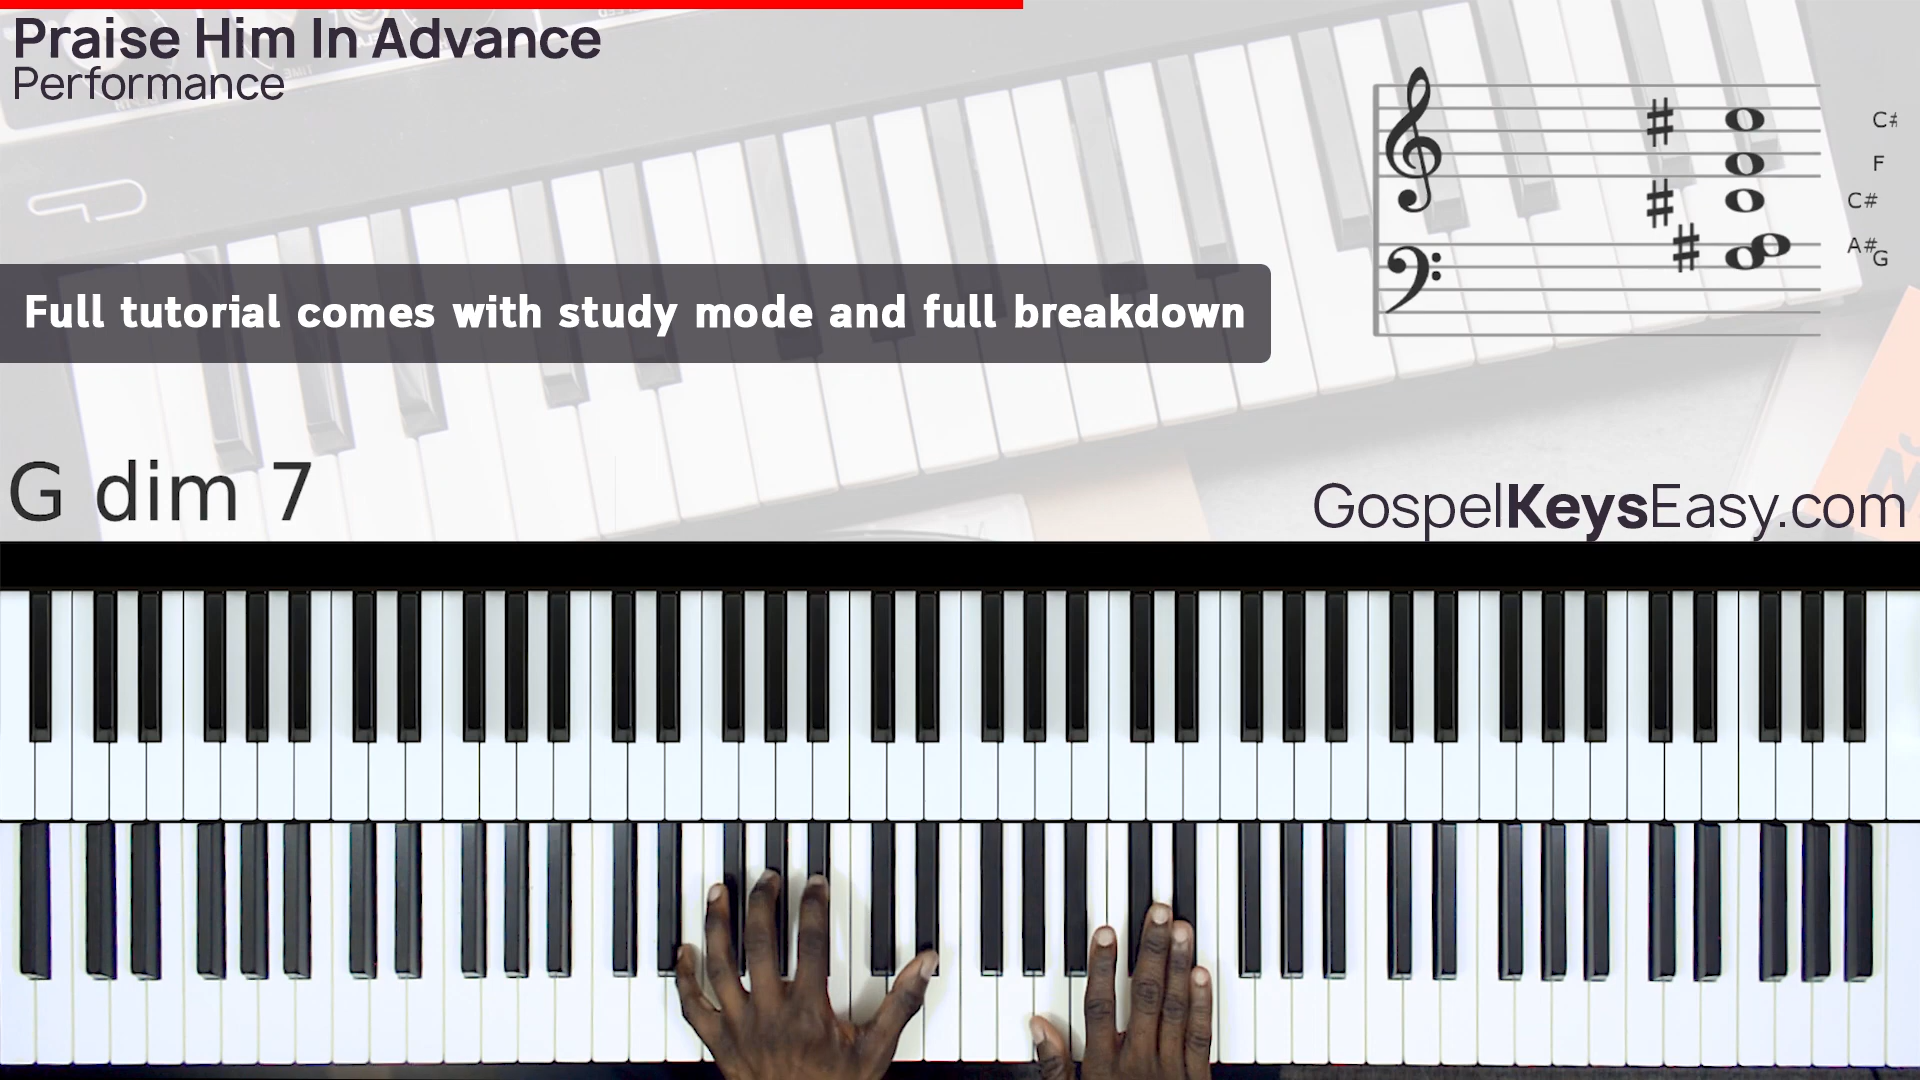 Praise Him In Advance
Performance
C#
F
C#
A#
G
Full tutorial comes with study mode and full breakdown
G dim 7
GospelKeysEasy.com